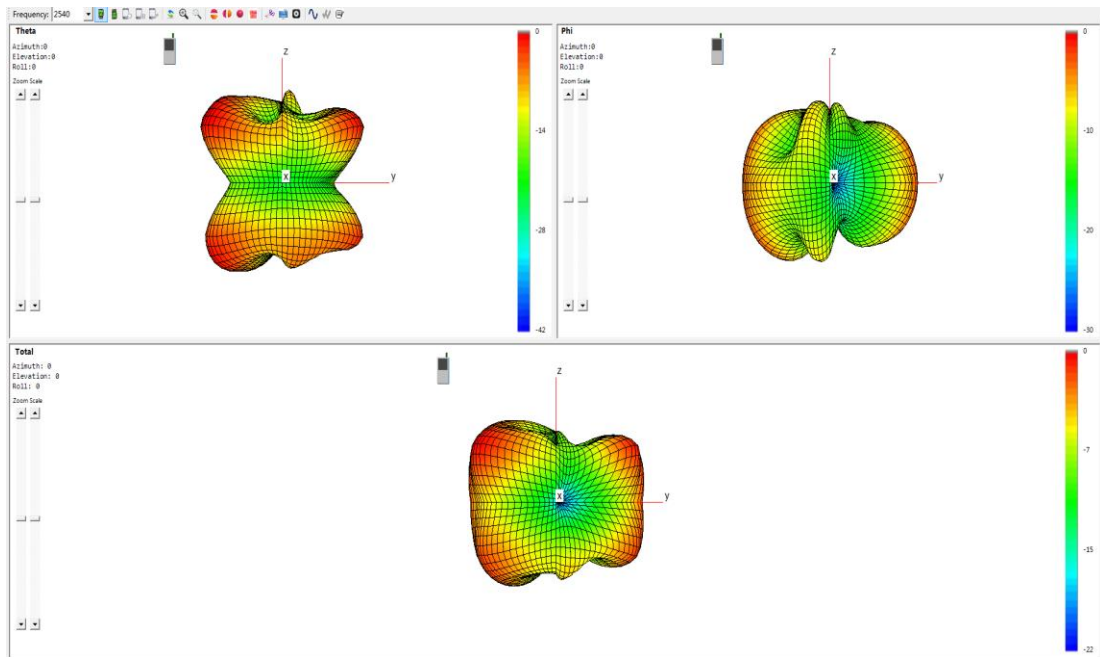 Frequency: 2540
Theta
Azimuth:0
Elevation:0
Roll:0
Zoom Scale
z
y
x
0
-14
-28
-42
Phi
Azimuth:0
Elevation:0
Roll:0
Zoom Scale
z
y
x
0
-10
-20
-30
Total
Azimuth: 0
Elevation: 0
Roll: 0
Zoom Scale
z
y
x
0
-7
-15
-22